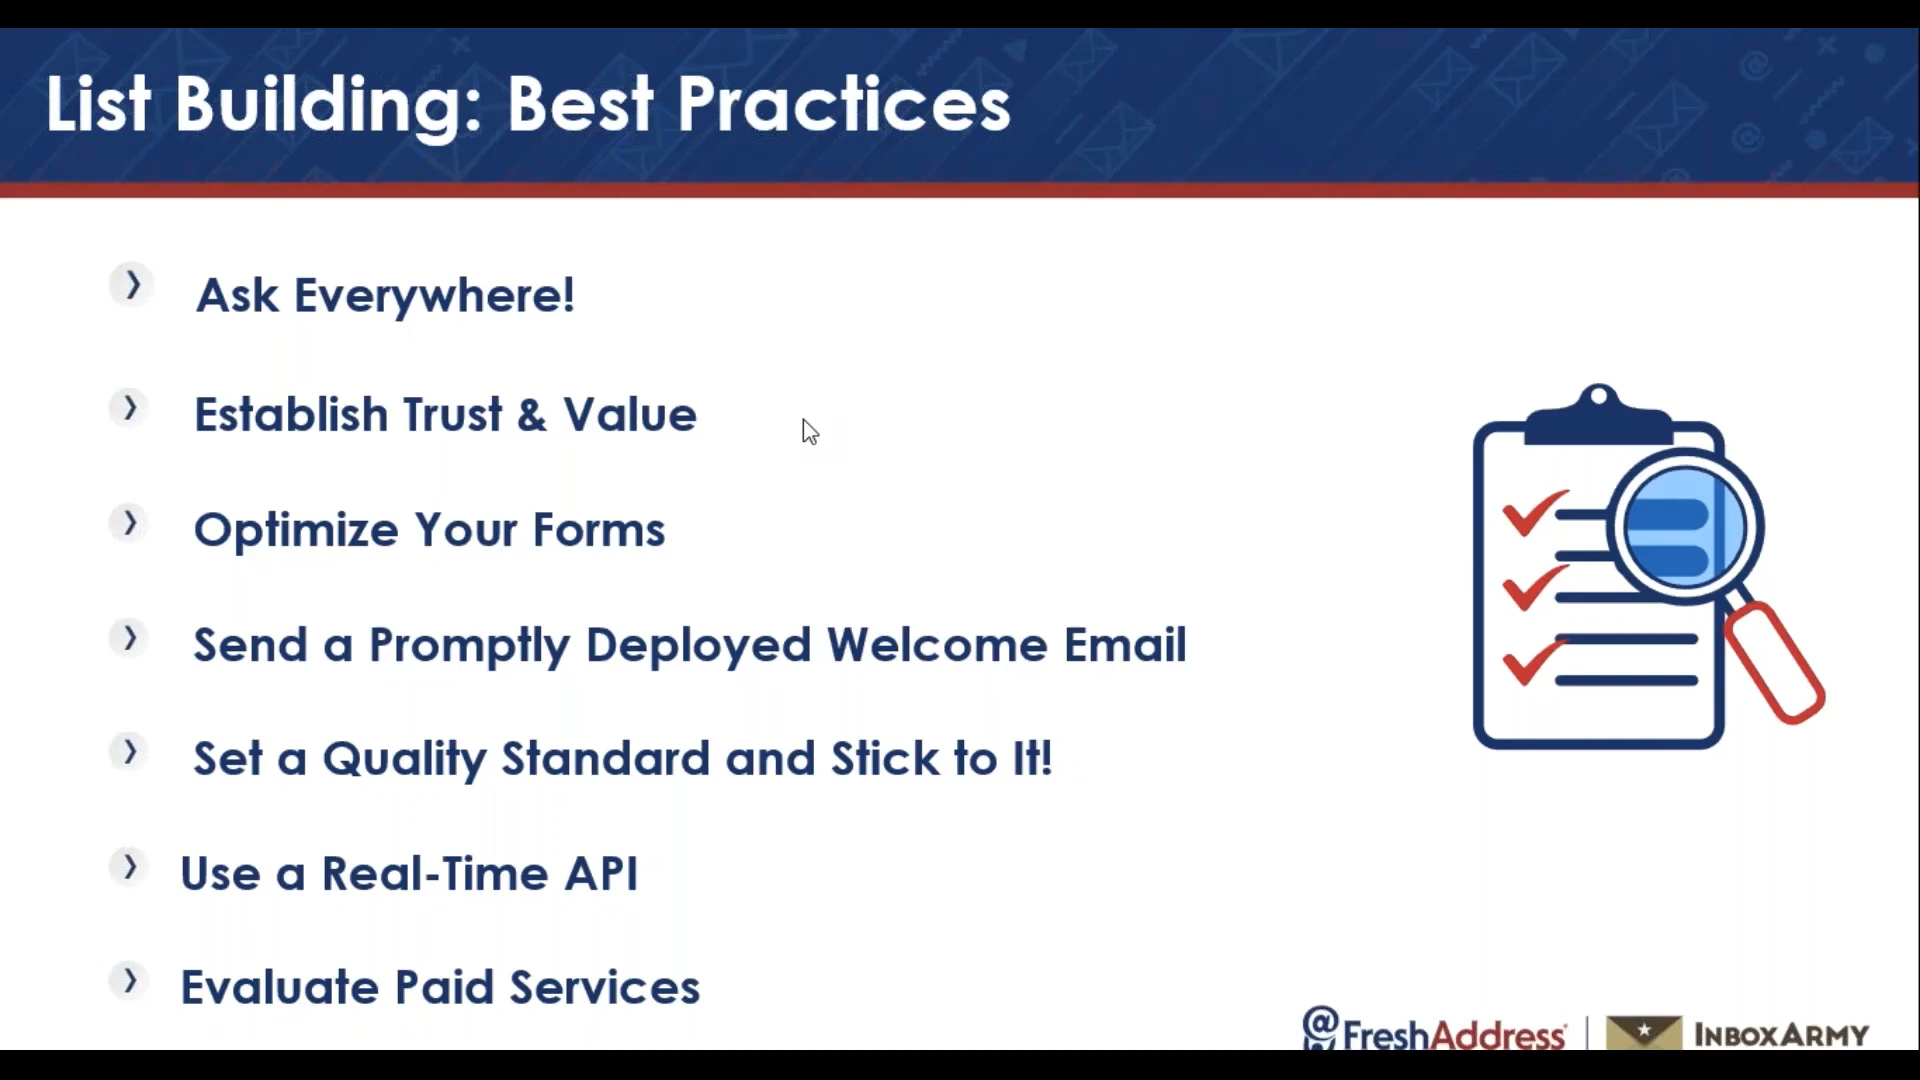 List Building: Best Practices
Ask Everywhere!
Establish Trust & Value
Optimize Your Forms
Send a Promptly Deployed Welcome Email
Set a Quality Standard and Stick to It!
Use a Real-Time API
Evaluate Paid Services
FreshAddress
INBOXARMY